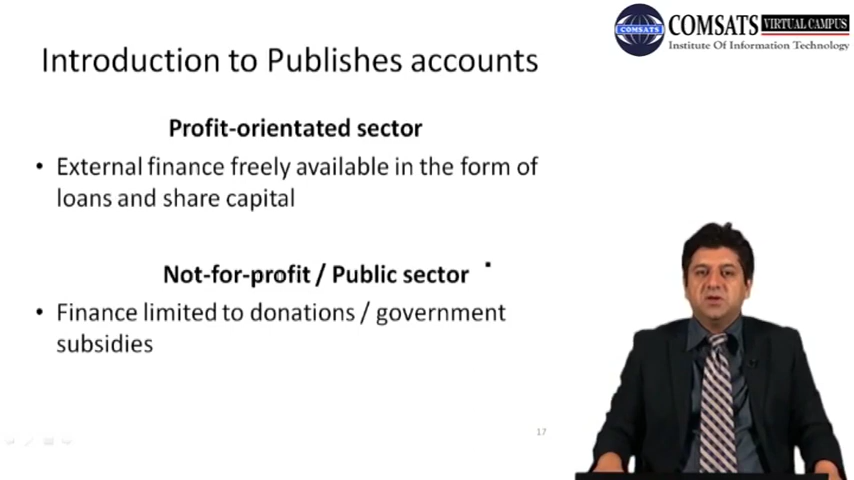 COMSATS VIRTUAL CAMPUS
Institute Of Information Technology
Introduction to Publishes accounts
Profit-orientated sector
• External finance freely available in the form of
loans and share capital
Not-for-profit / Public sector
• Finance limited to donations / government
subsidies
17